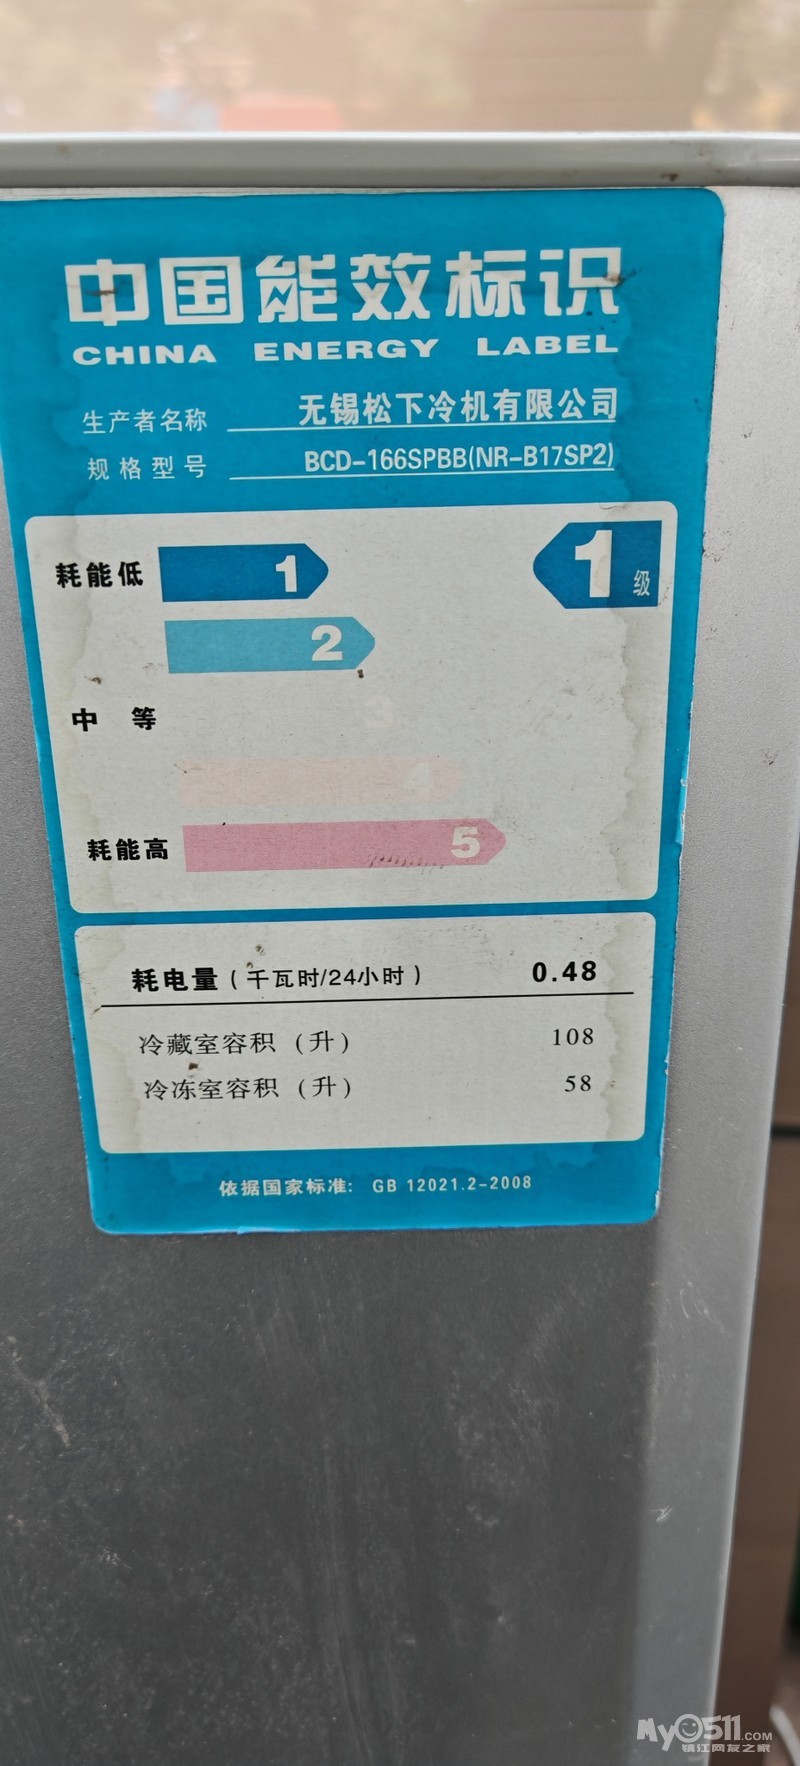 中国能效标识
CHINA ENERGY LABEL
生产者名称 无锡松下冷机有限公司
规格型号 BCD-166SPBB(NR-B17SP2)
耗能低 1 1级
2
中 等 3
4
耗能高 5
耗电量(千瓦时/24小时) 0.48
冷藏室容积 (升) 108
冷冻室容积 (升) 58
依据国家标准: GB 12021.2-2008
My0511.COM
镇江网友之家